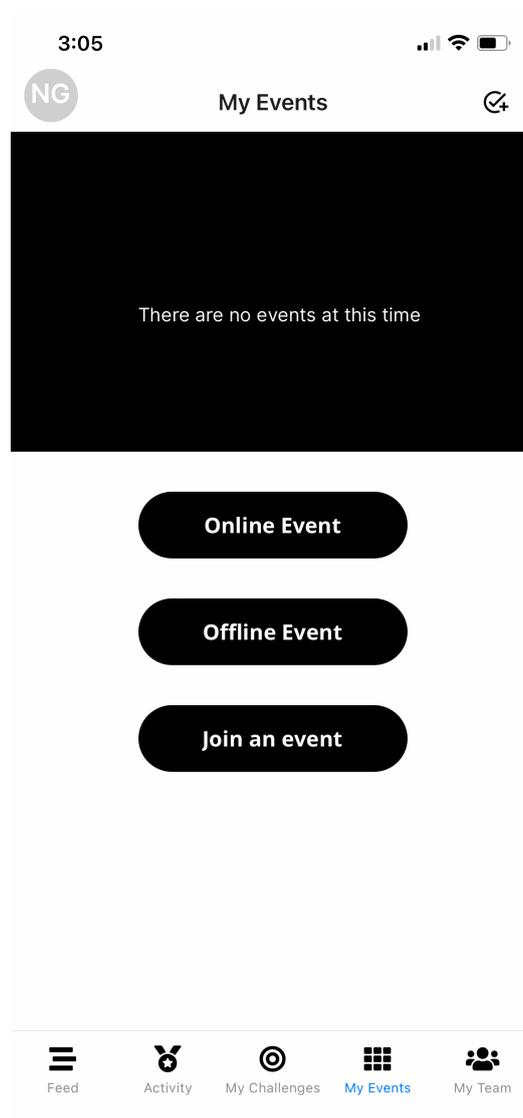 3:05
NG
My Events
There are no events at this time
Online Event
Offline Event
Join an event
Feed
Activity
My Challenges
My Events
My Team